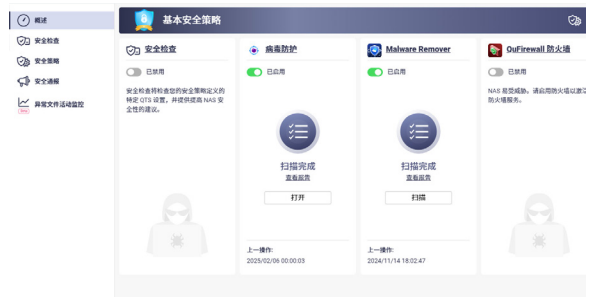 概述
安全检查
安全策略
安全通报
异常文件活动监控
Beta
基本安全策略
安全检查
已禁用
安全检查将检查您的安全策略定义的
特定 QTS 设置，并提供提高 NAS 安
全性的建议。
病毒防护
已启用
扫描完成
查看报告
打开
上一操作:
2025/02/06 00:00:03
Malware Remover
已启用
扫描完成
查看报告
扫描
上一操作:
2024/11/14 18:02:47
QuFirewall 防火墙
已禁用
NAS 易受威胁。请启用防火墙以激活
防火墙服务。